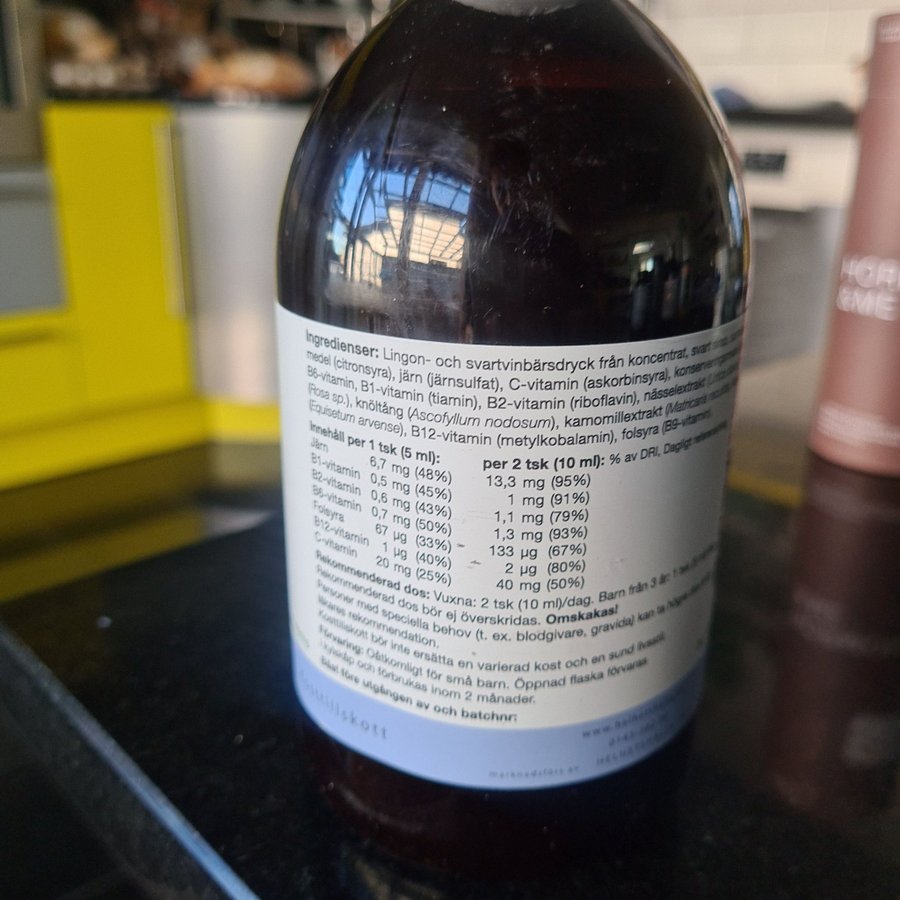 Ingredienser: Lingon- och svartvinbärsdryck från koncentrat, svart
medel (citronsyra), järn (järnsulfat), C-vitamin (askorbinsyra),
B6-vitamin, B1-vitamin (tiamin), B2-vitamin (riboflavin), nässelextrakt
(Rosa sp.), knöltång (Ascofyllum nodosum), kamomillextrakt (Matricaria
(Equisetum arvense), B12-vitamin (metylkobalamin), folsyra (B9-vitamin).
Innehåll per 1 tsk (5 ml): per 2 tsk (10 ml): % av DRI, Dagligt
Järn 6,7 mg (48%) 13,3 mg (95%)
B1-vitamin 0,5 mg (45%) 1 mg (91%)
B2-vitamin 0,6 mg (43%) 1,1 mg (79%)
B6-vitamin 0,7 mg (50%) 1,3 mg (93%)
Folsyra 67 µg (33%) 133 µg (67%)
B12-vitamin 1 µg (40%) 2 µg (80%)
C-vitamin 20 mg (25%) 40 mg (50%)
Rekommenderad dos: Vuxna: 2 tsk (10 ml)/dag. Barn från 3 år: 1 tsk
Rekommenderad dos bör ej överskridas. Omskakas!
Personer med speciella behov (t. ex. blodgivare, gravida) kan ta högre
läkares rekommendation.
Kosttillskott bör inte ersätta en varierad kost och en sund livsstil.
Förvaring: Oåtkomligt för små barn. Öppnad flaska förvaras
i kylskåp och förbrukas inom 2 månader.
Bäst före utgången av och batchnr:
kosttillskott
marknadsförs av
&ME